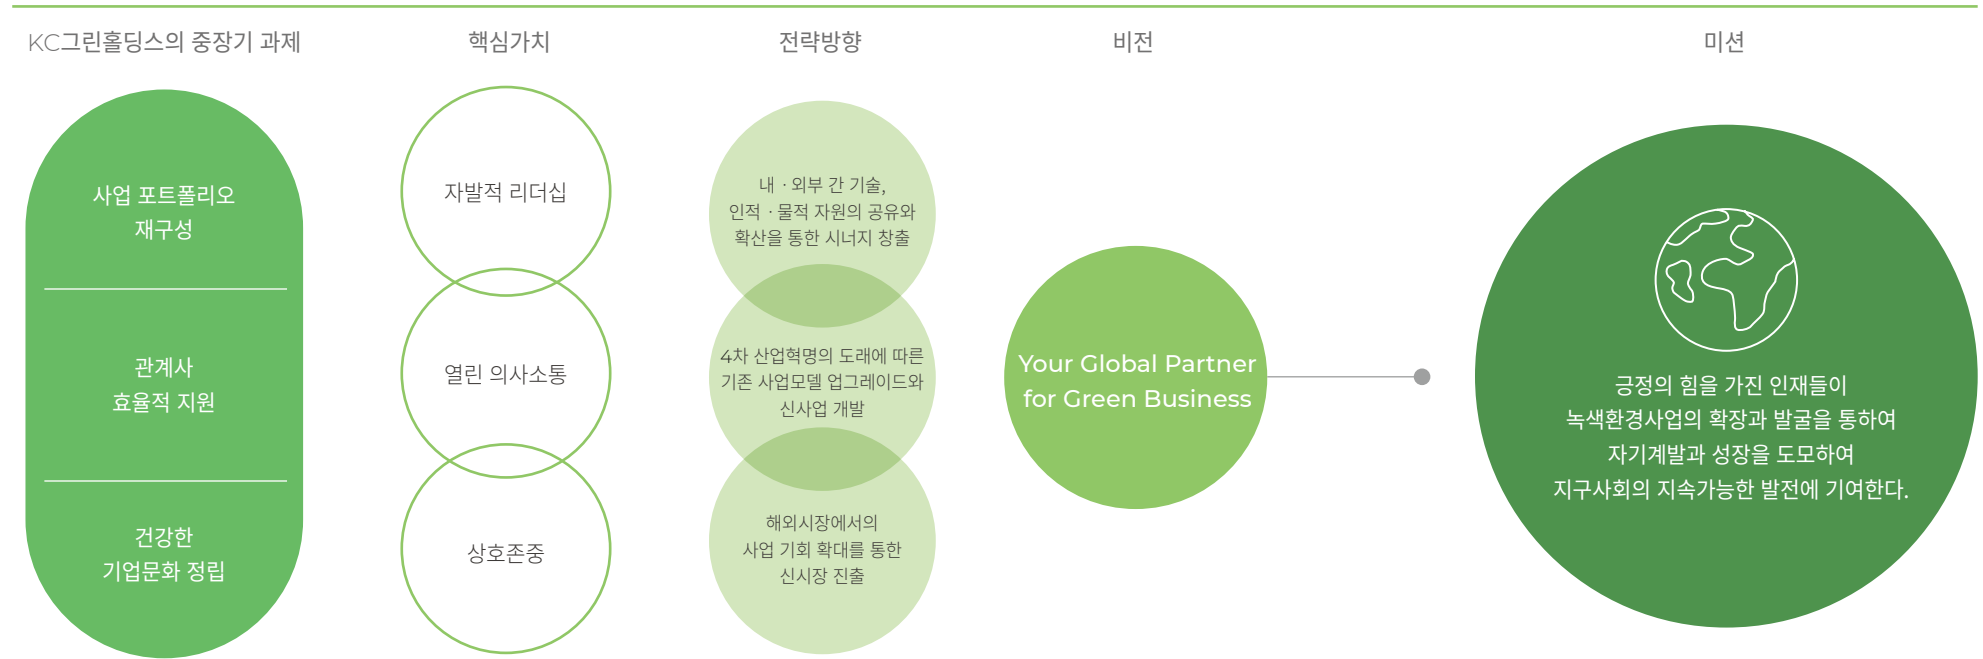 KC그린홀딩스의 중장기 과제
핵심가치
전략방향
비전
미션
사업 포트폴리오
재구성
관계사
효율적 지원
건강한
기업문화 정립
자발적 리더십
열린 의사소통
상호존중
내 · 외부 간 기술,
인적 · 물적 자원의 공유와
확산을 통한 시너지 창출
4차 산업혁명의 도래에 따른
기존 사업모델 업그레이드와
신사업 개발
해외시장에서의
사업 기회 확대를 통한
신시장 진출
Your Global Partner
for Green Business
긍정의 힘을 가진 인재들이
녹색환경사업의 확장과 발굴을 통하여
자기계발과 성장을 도모하여
지구사회의 지속가능한 발전에 기여한다.